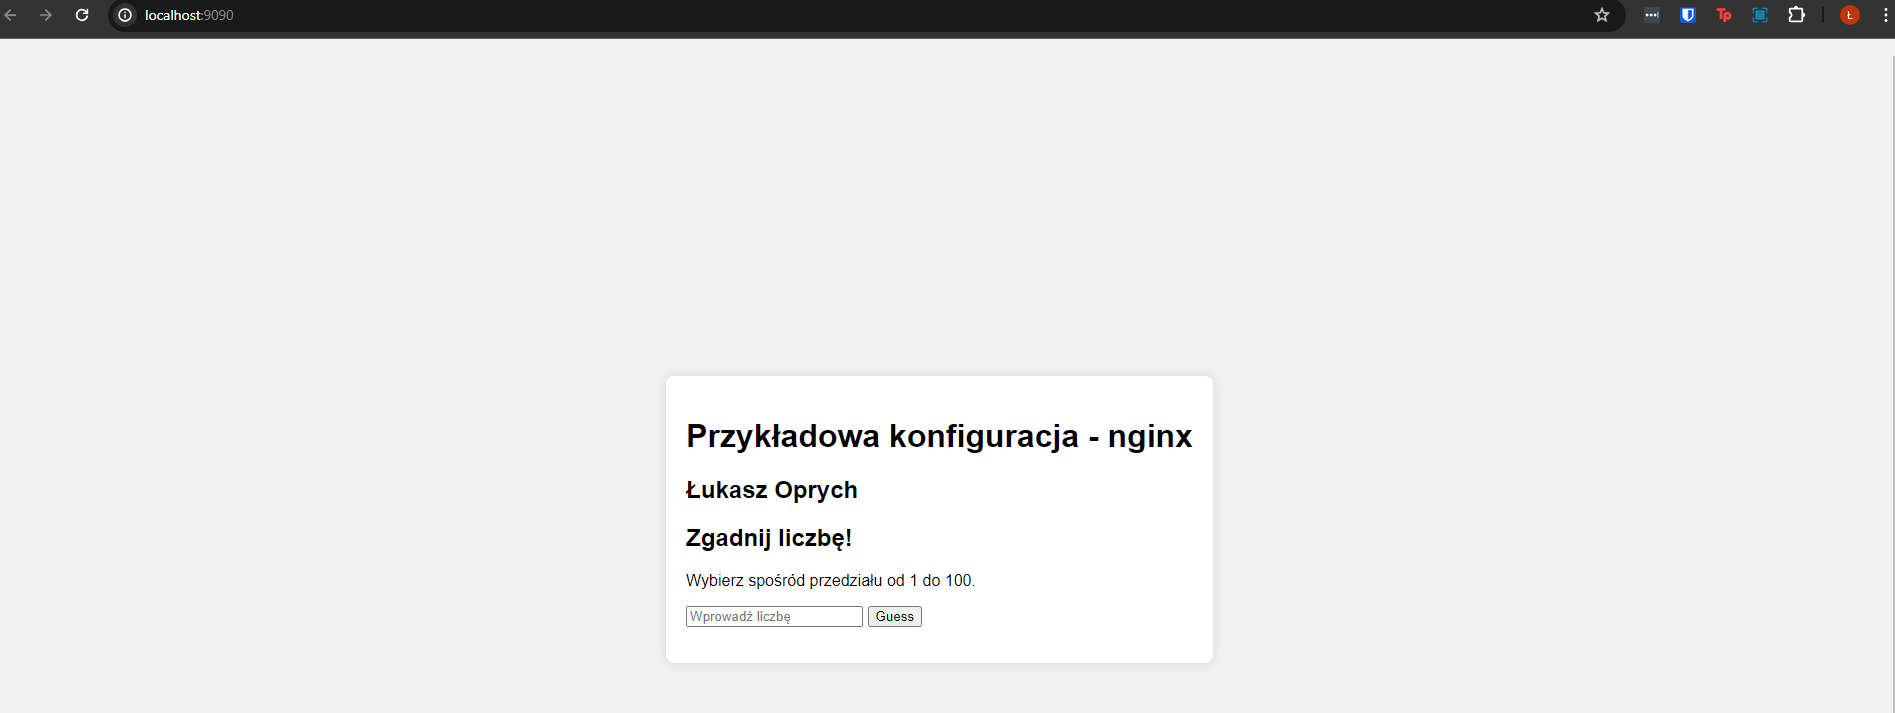 localhost:9090
Tp
Ł
Przykładowa konfiguracja - nginx
Łukasz Oprych
Zgadnij liczbę!
Wybierz spośród przedziału od 1 do 100.
Wprowadź liczbę Guess